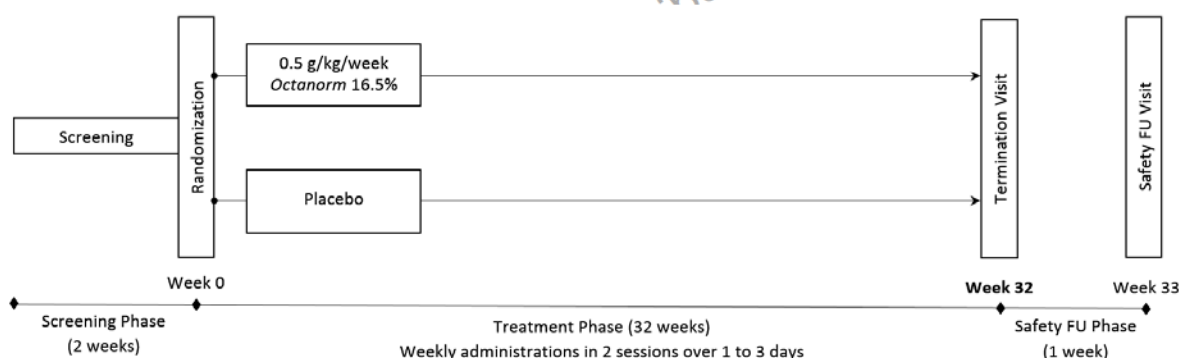 0.5 g/kg/week
Octanorm 16.5%
Screening
Randomization
Placebo
Termination Visit
Safety FU Visit
Week 0
Week 32
Week 33
Screening Phase
(2 weeks)
Treatment Phase (32 weeks)
Weekly administrations in 2 sessions over 1 to 3 days
Safety FU Phase
(1 week)